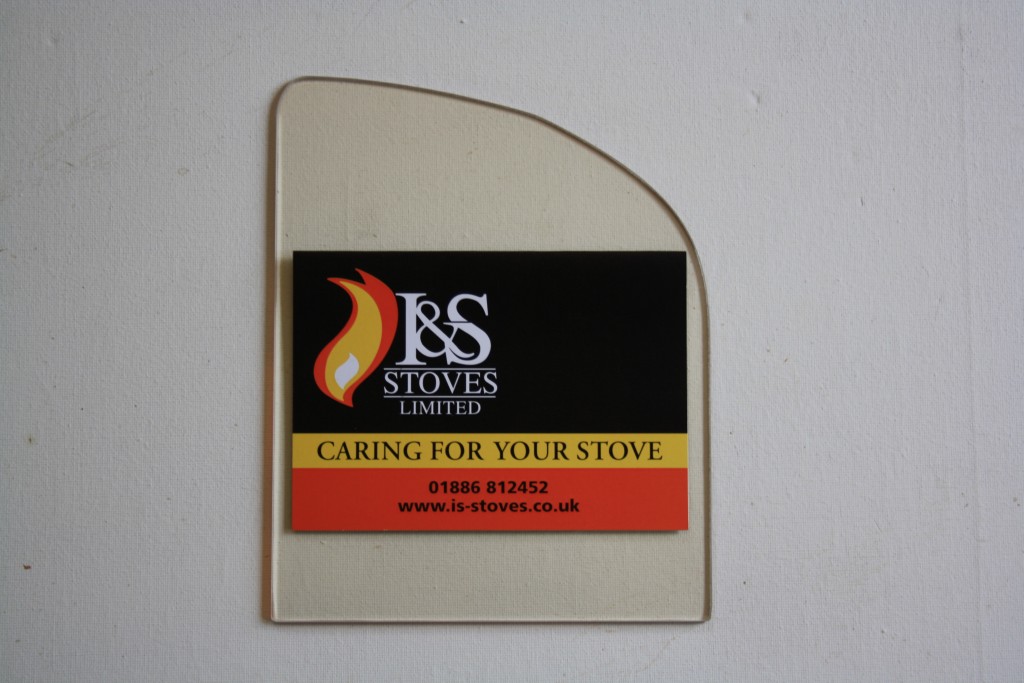 I&S
STOVES
LIMITED
CARING FOR YOUR STOVE
01886 812452
www.is-stoves.co.uk